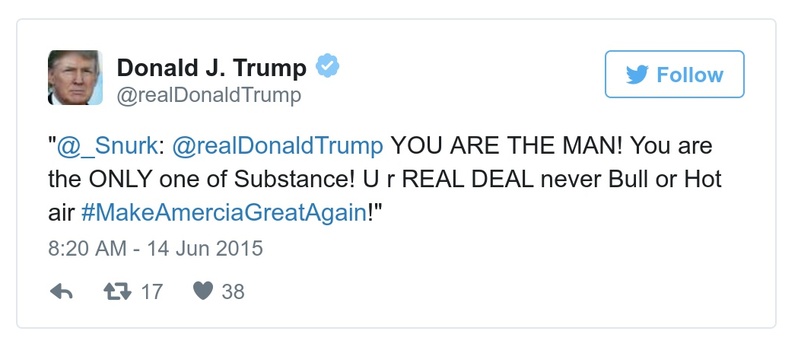 Donald J. Trump
@realDonaldTrump
Follow
"@_Snurk: @realDonaldTrump YOU ARE THE MAN! You are
the ONLY one of Substance! U r REAL DEAL never Bull or Hot
air #MakeAmerciaGreatAgain!"
8:20 AM - 14 Jun 2015
17 38